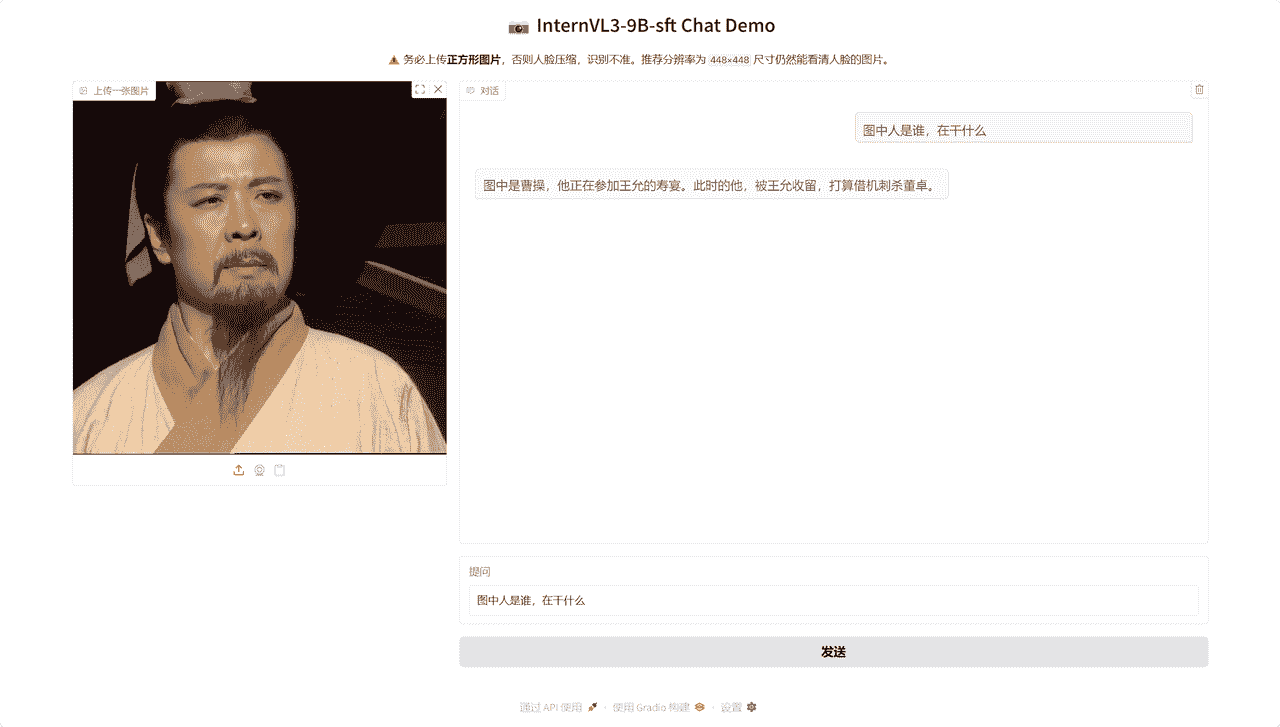 InternVL3-9B-sft Chat Demo
务必上传正方形图片，否则人脸压缩，识别不准。推荐分辨率为 448×448 尺寸仍然能看清人脸的图片。
上传一张图片
对话
图中人是谁，在干什么
图中是曹操，他正在参加王允的寿宴。此时的他，被王允收留，打算借机刺杀董卓。
提问
图中人是谁，在干什么
发送
通过 API 使用 · 使用 Gradio 构建 · 设置